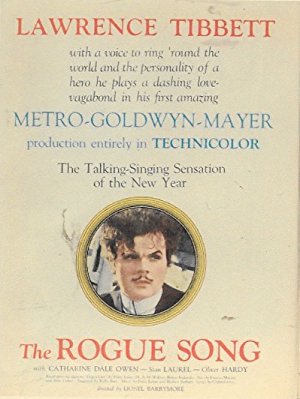 LAWRENCE TIBBETT
with a voice to ring 'round the
world and the personality of a
hero he plays a dashing love-
vagabond in his first amazing
METRO-GOLDWYN-MAYER
production entirely in TECHNICOLOR
The Talking-Singing Sensation
of the New Year
The ROGUE SONG
with CATHARINE DALE OWEN — Stan LAUREL — Oliver HARDY
directed by LIONEL BARRYMORE